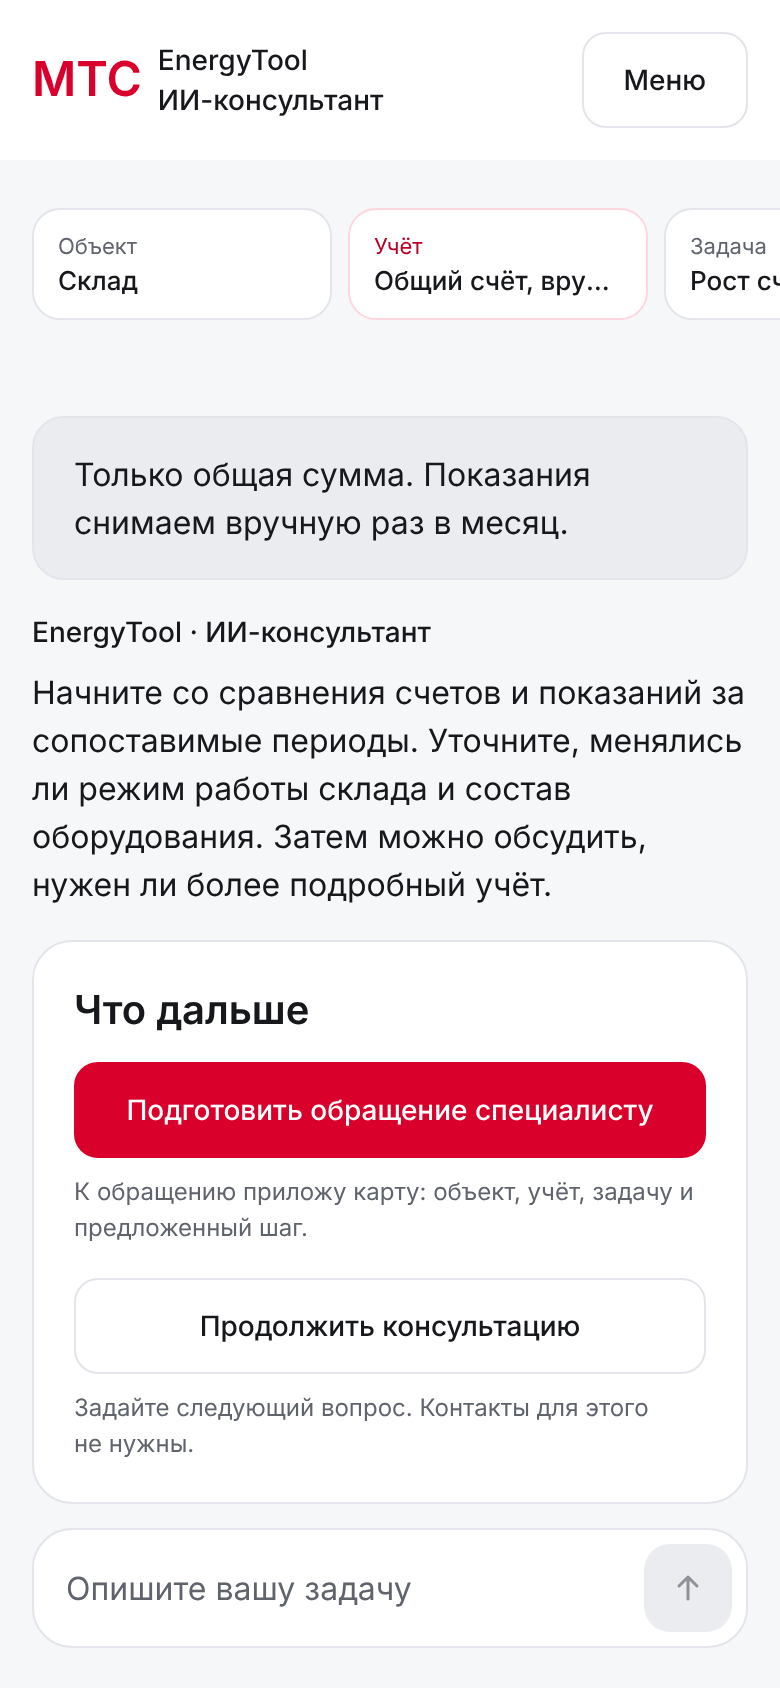 МТС
EnergyTool
ИИ-консультант
Меню
Объект
Склад
Учёт
Общий счёт, вру...
Задача
Рост сч
Только общая сумма. Показания
снимаем вручную раз в месяц.
EnergyTool · ИИ-консультант
Начните со сравнения счетов и показаний за
сопоставимые периоды. Уточните, менялись
ли режим работы склада и состав
оборудования. Затем можно обсудить,
нужен ли более подробный учёт.
Что дальше
Подготовить обращение специалисту
К обращению приложу карту: объект, учёт, задачу и
предложенный шаг.
Продолжить консультацию
Задайте следующий вопрос. Контакты для этого
не нужны.
Опишите вашу задачу